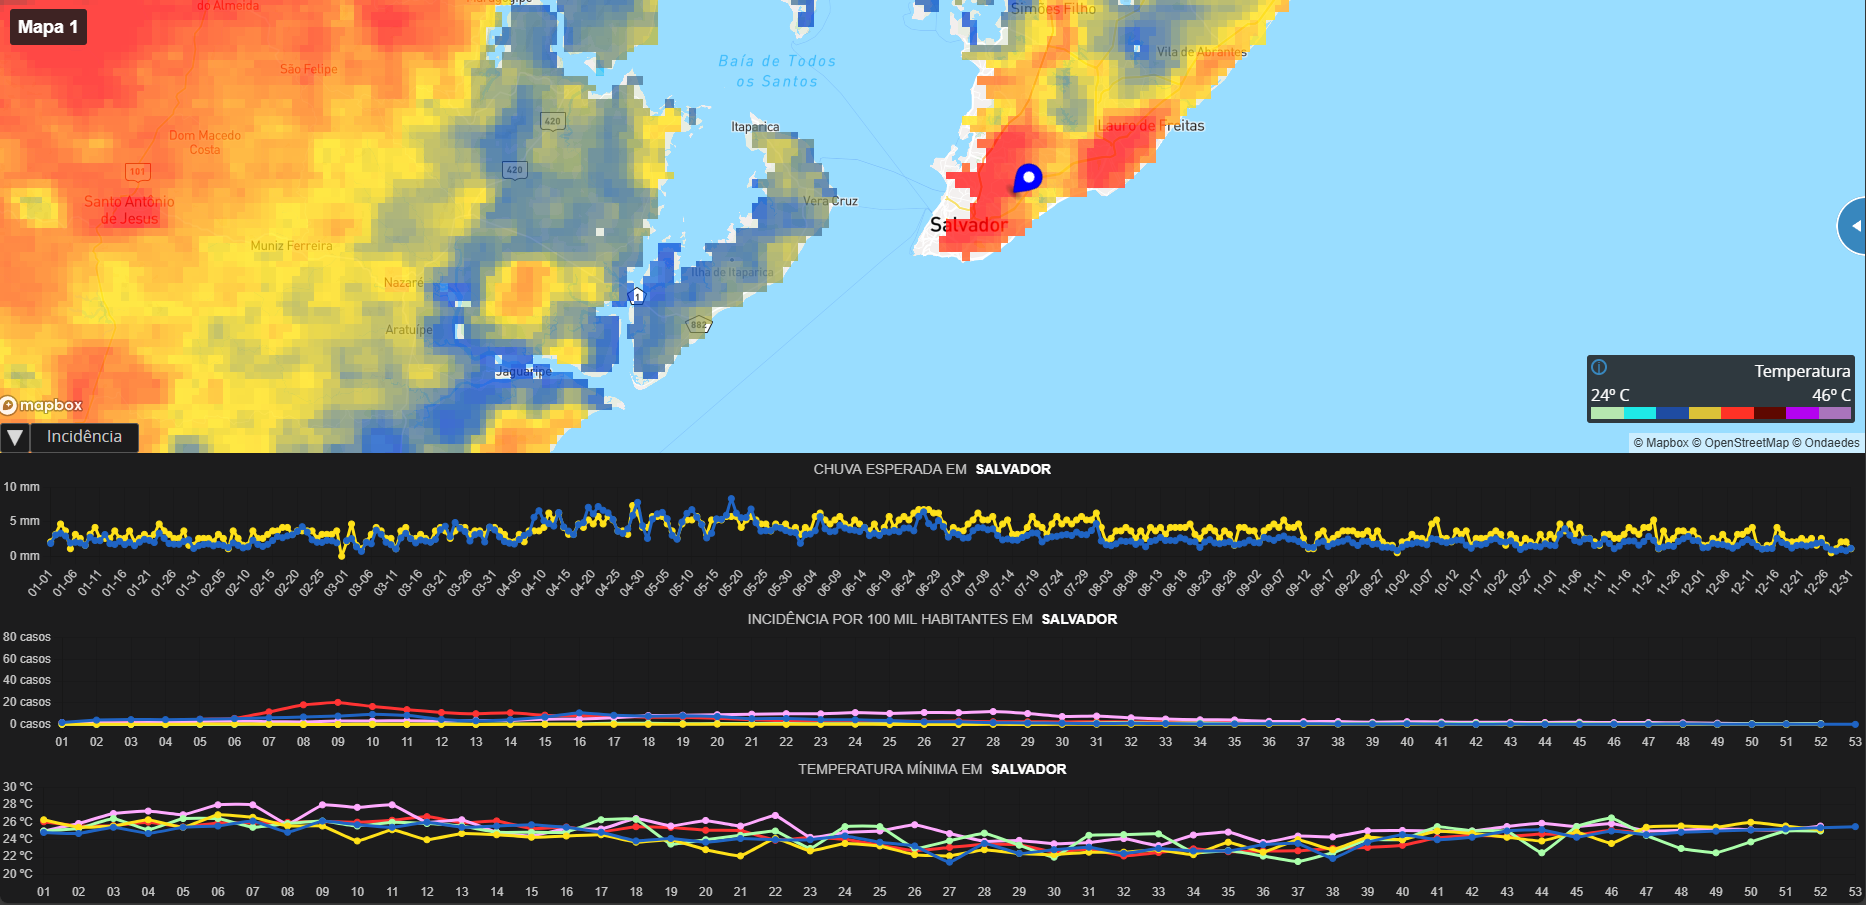 Mapa 1
do Almeida
Maragogipe
Simões Filho
São Felipe
Baía de Todos
os Santos
Vila de Abrantes
420
Itaparica
Lauro de Freitas
Dom Macedo
Costa
101
420
Santo Antônio
de Jesus
Vera Cruz
Salvador
Muniz Ferreira
Ilha de Itaparica
Nazaré
1
882
Aratuípe
Jaguaripe
mapbox
Temperatura
24º C 46º C
Incidência
© Mapbox © OpenStreetMap © Ondaedes
CHUVA ESPERADA EM SALVADOR
10 mm
5 mm
0 mm
01-01 01-06 01-11 01-16 01-21 01-26 01-31 02-05 02-10 02-15 02-20 02-25 03-01 03-06 03-11 03-16 03-21 03-26 03-31 04-05 04-10 04-15 04-20 04-25 04-30 05-05 05-10 05-15 05-20 05-25 05-30 06-04 06-09 06-14 06-19 06-24 06-29 07-04 07-09 07-14 07-19 07-24 07-29 08-03 08-08 08-13 08-18 08-23 08-28 09-02 09-07 09-12 09-17 09-22 09-27 10-02 10-07 10-12 10-17 10-22 10-27 11-01 11-06 11-11 11-16 11-21 11-26 12-01 12-06 12-11 12-16 12-21 12-26 12-31
INCIDÊNCIA POR 100 MIL HABITANTES EM SALVADOR
80 casos
60 casos
40 casos
20 casos
0 casos
01 02 03 04 05 06 07 08 09 10 11 12 13 14 15 16 17 18 19 20 21 22 23 24 25 26 27 28 29 30 31 32 33 34 35 36 37 38 39 40 41 42 43 44 45 46 47 48 49 50 51 52 53
TEMPERATURA MÍNIMA EM SALVADOR
30 ºC
28 ºC
26 ºC
24 ºC
22 ºC
20 ºC
01 02 03 04 05 06 07 08 09 10 11 12 13 14 15 16 17 18 19 20 21 22 23 24 25 26 27 28 29 30 31 32 33 34 35 36 37 38 39 40 41 42 43 44 45 46 47 48 49 50 51 52 53